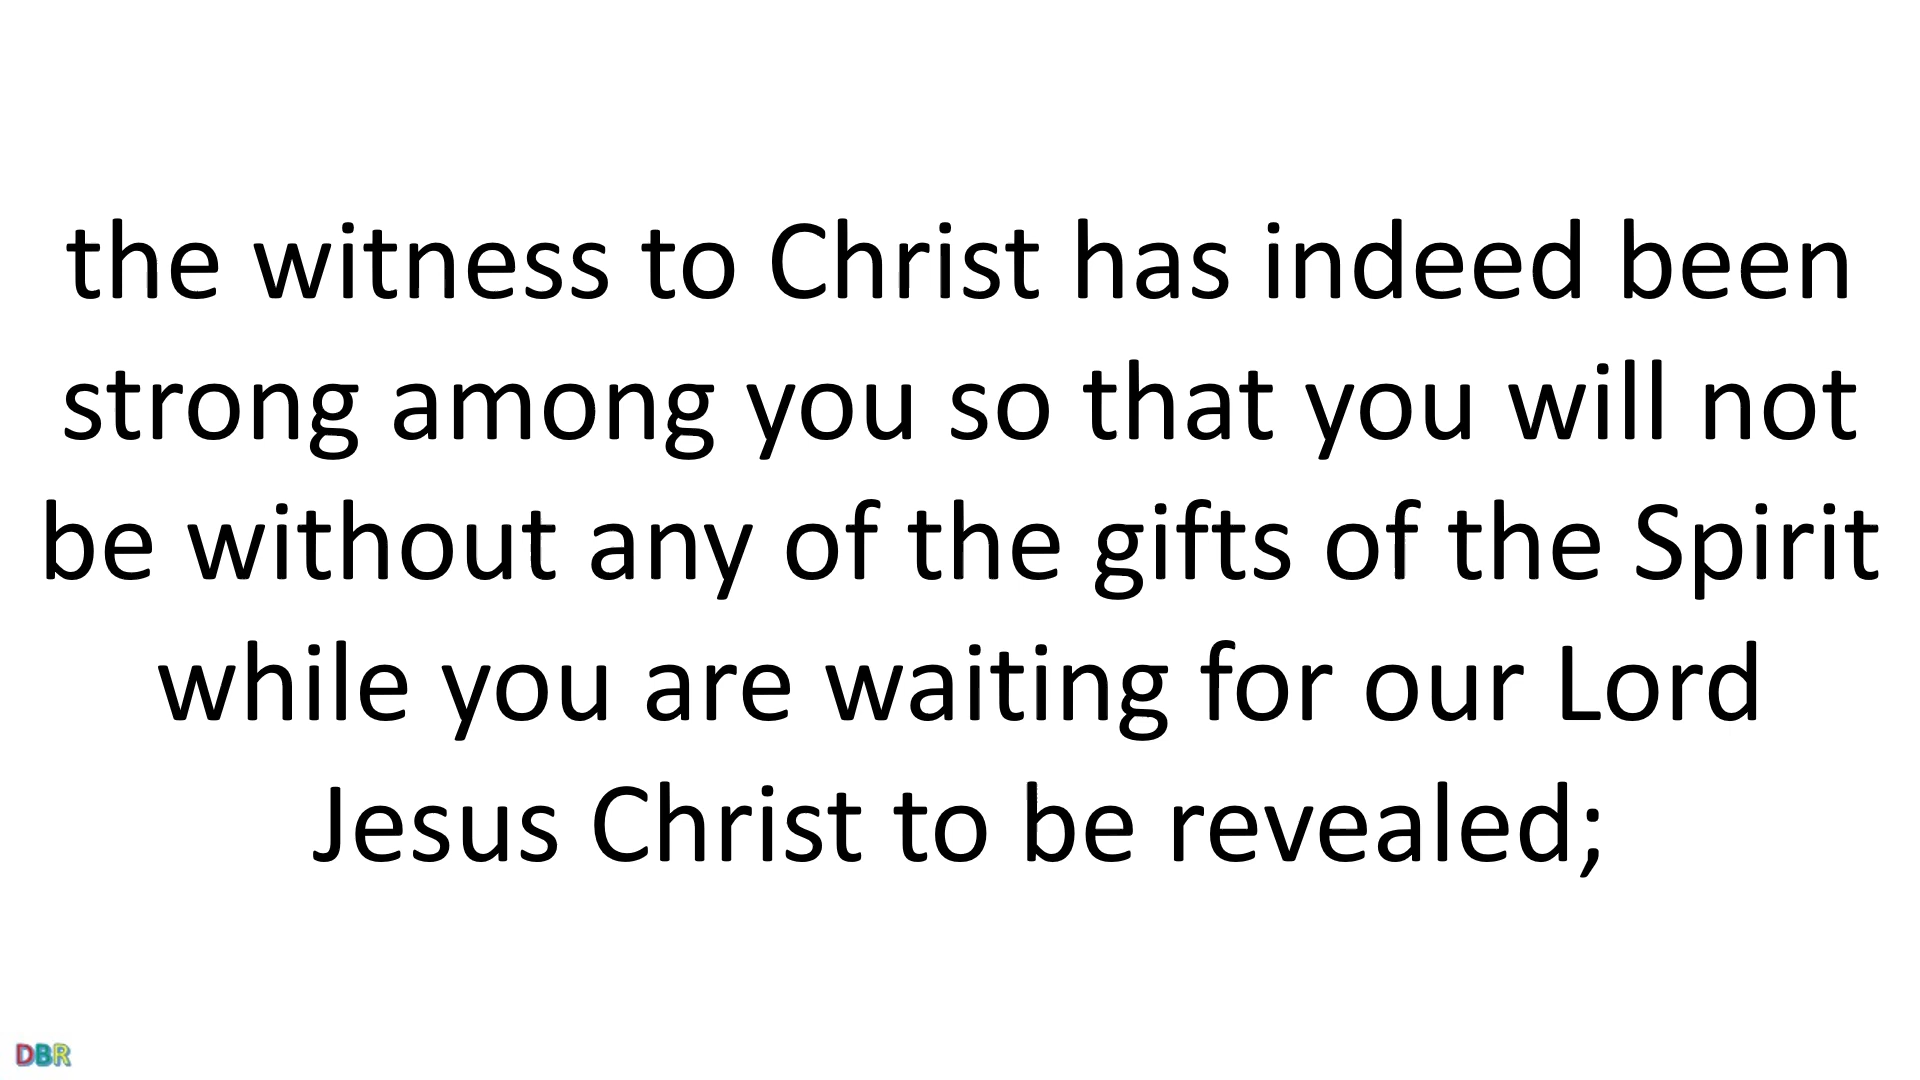 the witness to Christ has indeed been
strong among you so that you will not
be without any of the gifts of the Spirit
while you are waiting for our Lord
Jesus Christ to be revealed;
DBR